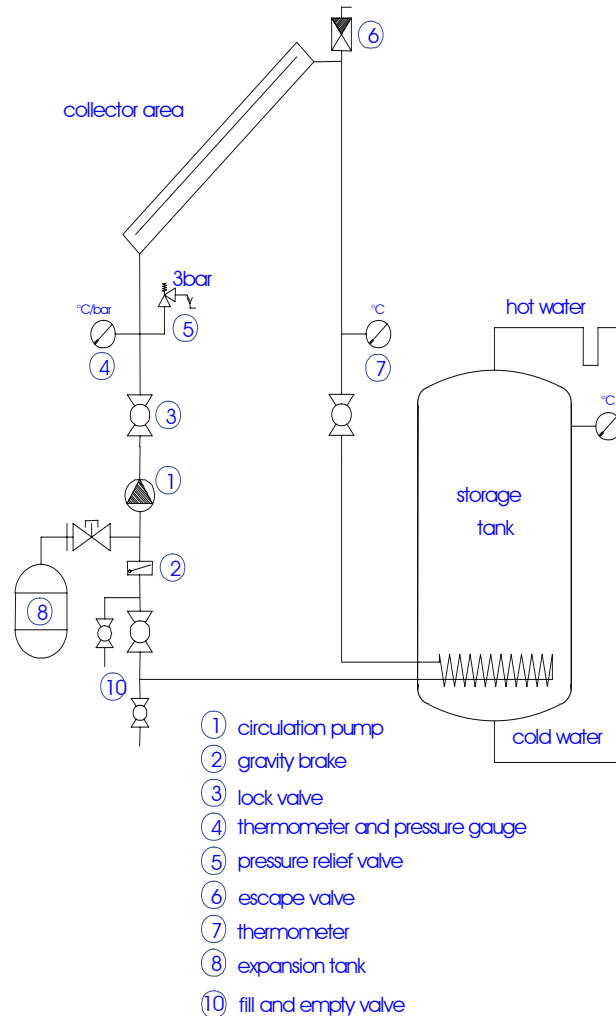 6
collector area
3bar
°C/bar
5
4
°C
7
hot water
°C
3
1
storage
tank
2
8
10
cold water
1 circulation pump
2 gravity brake
3 lock valve
4 thermometer and pressure gauge
5 pressure relief valve
6 escape valve
7 thermometer
8 expansion tank
10 fill and empty valve